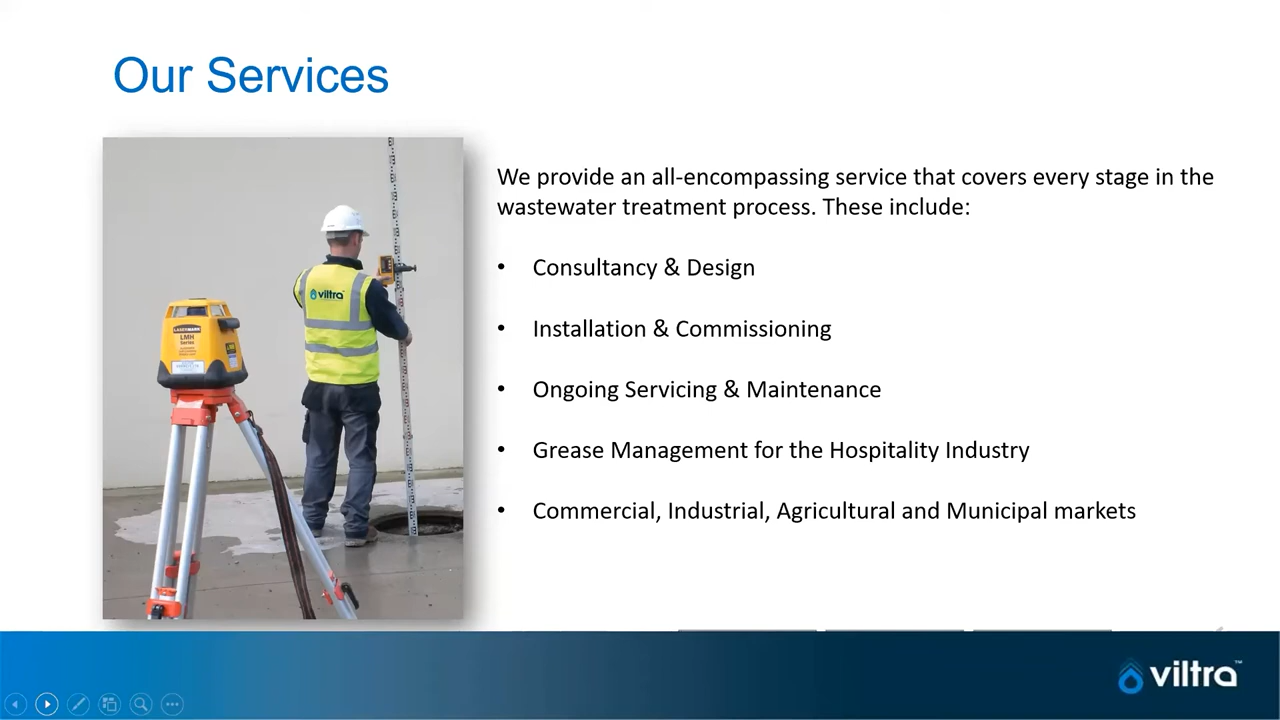 Our Services
We provide an all-encompassing service that covers every stage in the
wastewater treatment process. These include:
• Consultancy & Design
• Installation & Commissioning
• Ongoing Servicing & Maintenance
• Grease Management for the Hospitality Industry
• Commercial, Industrial, Agricultural and Municipal markets
viltra
LASERMARK
LMH
Series
viltra™